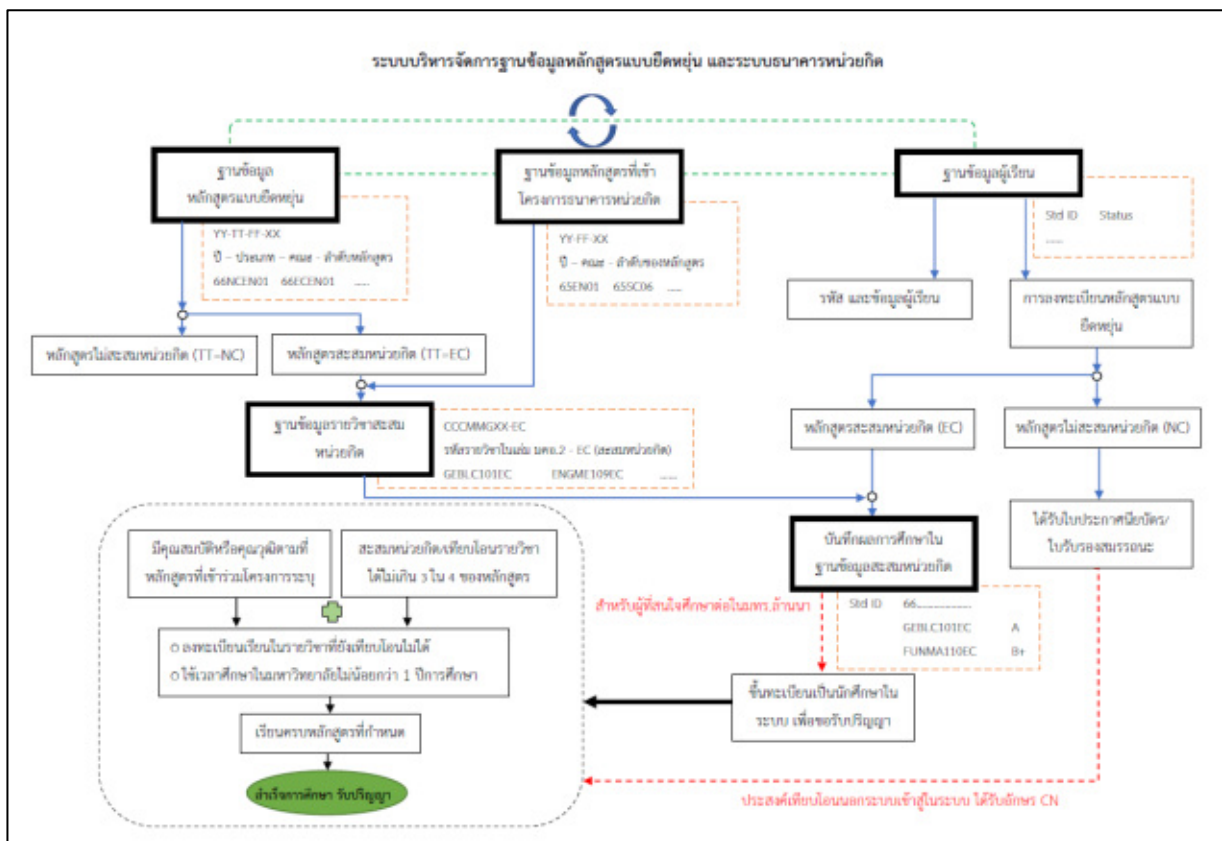 ระบบบริหารจัดการฐานข้อมูลหลักสูตรแบบยืดหยุ่น และระบบธนาคารหน่วยกิต
ฐานข้อมูล
หลักสูตรแบบยืดหยุ่น
ฐานข้อมูลหลักสูตรที่เข้า
โครงการธนาคารหน่วยกิต
ฐานข้อมูลผู้เรียน
YY-TT-FF-XX
ปี – ประเภท – คณะ - ลำดับหลักสูตร
66NCEN01 66ECEN01 .....
YY-FF-XX
ปี – คณะ - ลำดับของหลักสูตร
65EN01 65SC06 .....
Std ID Status
......
รหัส และข้อมูลผู้เรียน
การลงทะเบียนหลักสูตรแบบ
ยืดหยุ่น
หลักสูตรไม่สะสมหน่วยกิต (TT=NC)
หลักสูตรสะสมหน่วยกิต (TT=EC)
ฐานข้อมูลรายวิชาสะสม
หน่วยกิต
CCCMMGXX-EC
รหัสรายวิชาในเล่ม มคอ.2 - EC (สะสมหน่วยกิต)
GEBLC101EC ENGME109EC ......
หลักสูตรสะสมหน่วยกิต (EC)
หลักสูตรไม่สะสมหน่วยกิต (NC)
มีคุณสมบัติหรือคุณวุฒิตามที่
หลักสูตรที่เข้าร่วมโครงการระบุ
สะสมหน่วยกิต/เทียบโอนรายวิชา
ได้ไม่เกิน 3 ใน 4 ของหลักสูตร
บันทึกผลการศึกษาใน
ฐานข้อมูลสะสมหน่วยกิต
ได้รับใบประกาศนียบัตร/
ใบรับรองสมรรถนะ
สำหรับผู้ที่สนใจศึกษาต่อในมทร.ล้านนา
Std ID 66....................
GEBLC101EC A
FUNMA110EC B+
o ลงทะเบียนเรียนในรายวิชาที่ยังเทียบโอนไม่ได้
o ใช้เวลาศึกษาในมหาวิทยาลัยไม่น้อยกว่า 1 ปีการศึกษา
ขึ้นทะเบียนเป็นนักศึกษาใน
ระบบ เพื่อขอรับปริญญา
เรียนครบหลักสูตรที่กำหนด
สำเร็จการศึกษา รับปริญญา
ประสงค์เทียบโอนนอกระบบเข้าสู่ในระบบ ได้รับอักษร CN